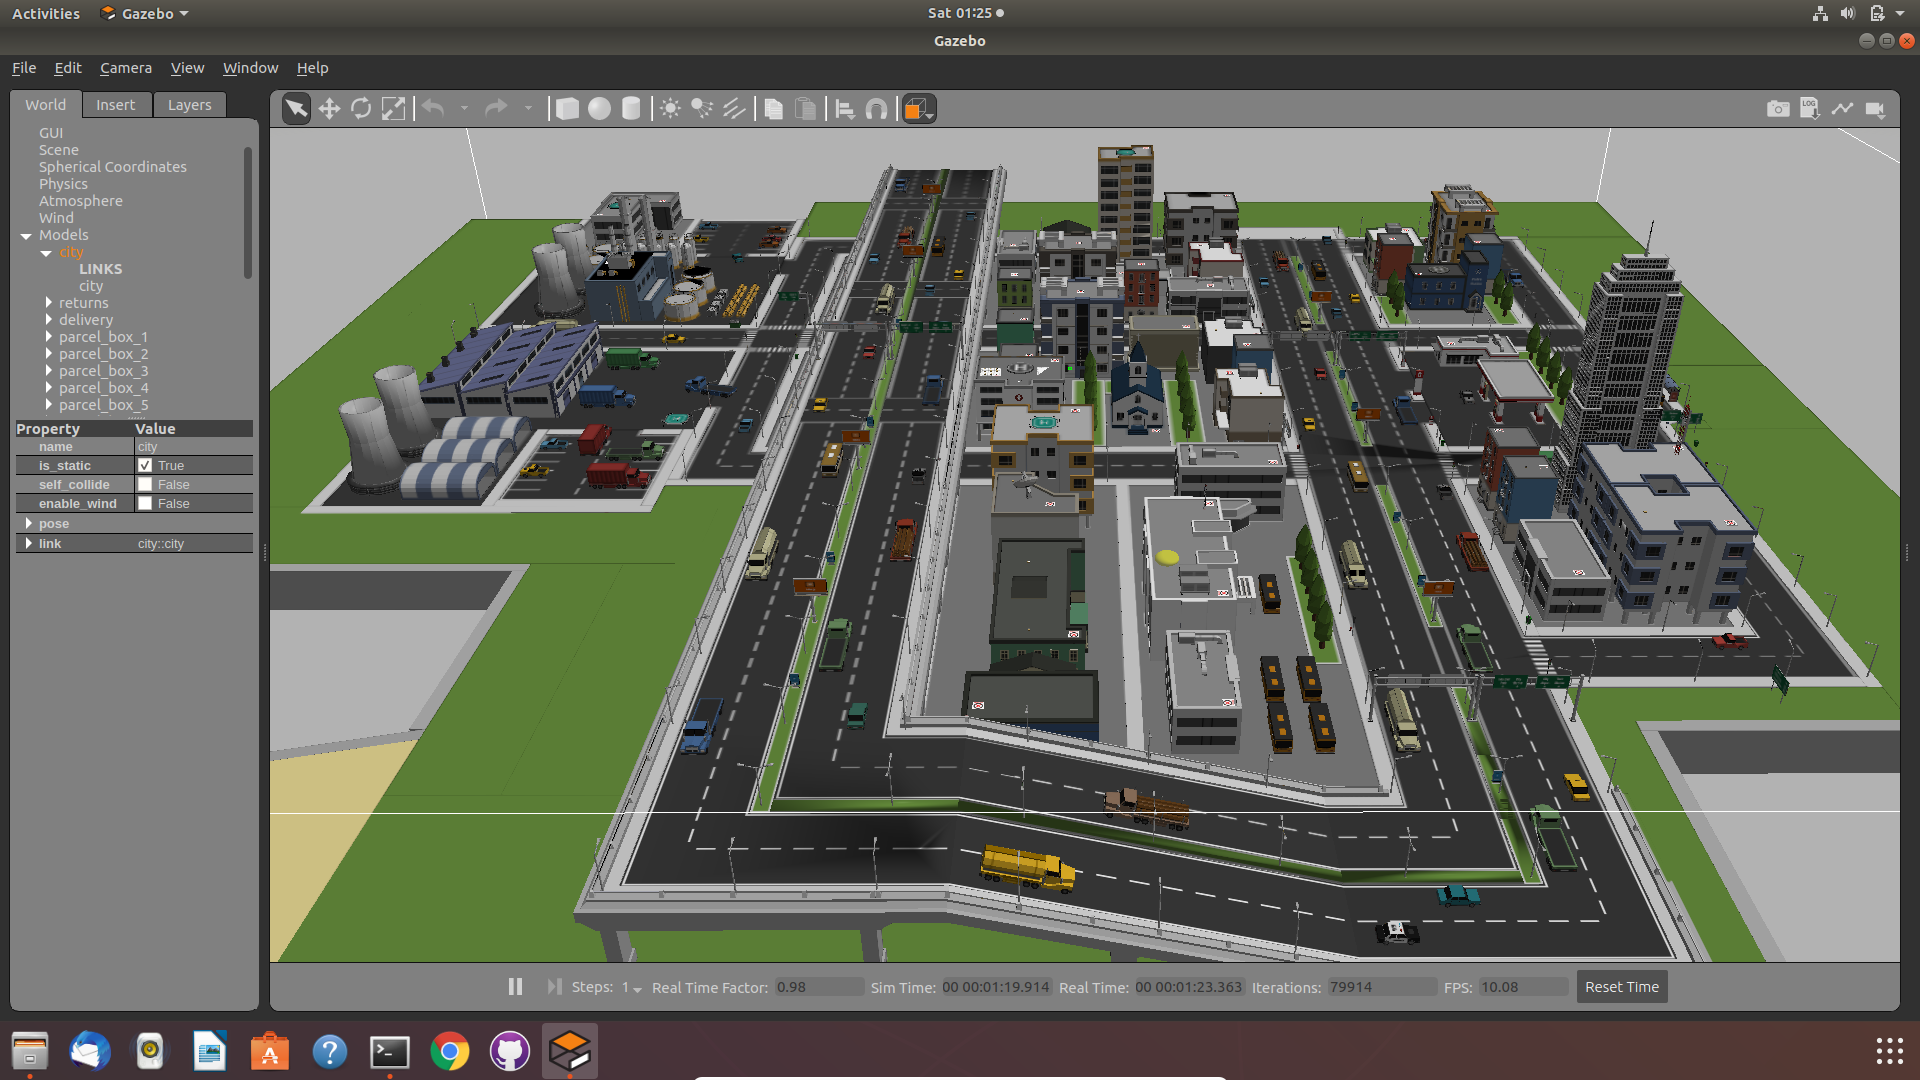 Activities Gazebo Sat 01:25
Gazebo
File Edit Camera View Window Help
World Insert Layers
LOG
GUI
Scene
Spherical Coordinates
Physics
Atmosphere
Wind
Models
city
LINKS
city
returns
delivery
parcel_box_1
parcel_box_2
parcel_box_3
parcel_box_4
parcel_box_5
Property Value
name city
is_static True
self_collide False
enable_wind False
pose
link city::city
Steps: 1 Real Time Factor: 0.98 Sim Time: 00 00:01:19.914 Real Time: 00 00:01:23.363 Iterations: 79914 FPS: 10.08 Reset Time